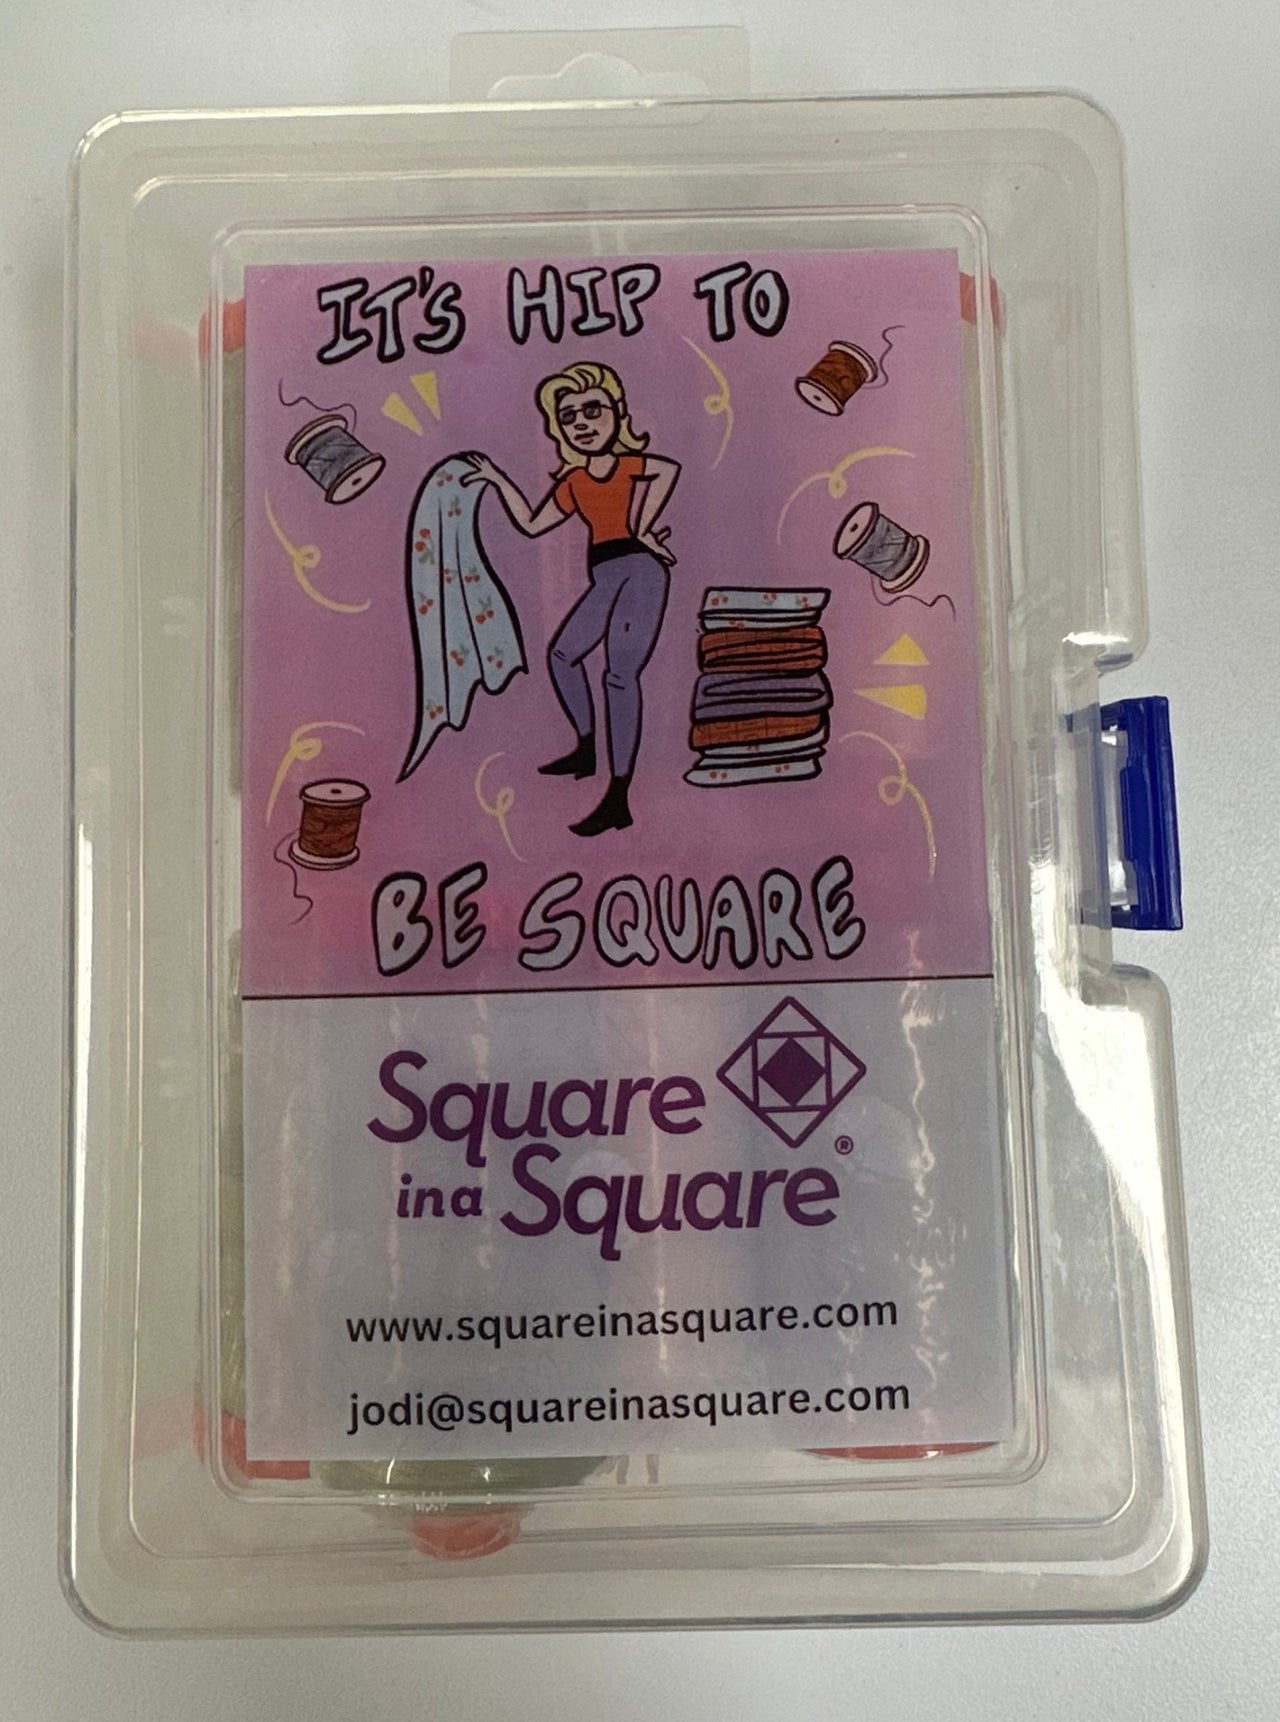 IT'S HIP TO
BE SQUARE
Square
in a Square®
www.squareinasquare.com
jodi@squareinasquare.com